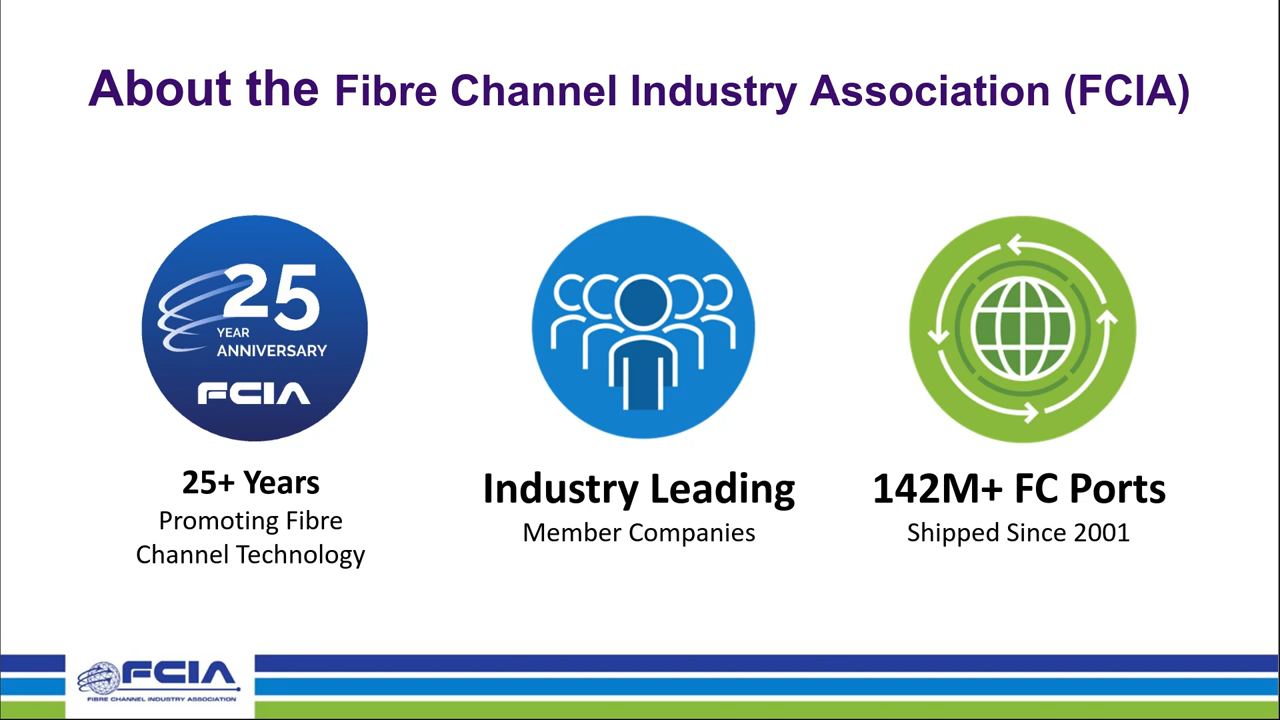 About the Fibre Channel Industry Association (FCIA)
25
YEAR
ANNIVERSARY
FCIA
25+ Years
Promoting Fibre
Channel Technology
Industry Leading
Member Companies
142M+ FC Ports
Shipped Since 2001
FCIA
FIBRE CHANNEL INDUSTRY ASSOCIATION